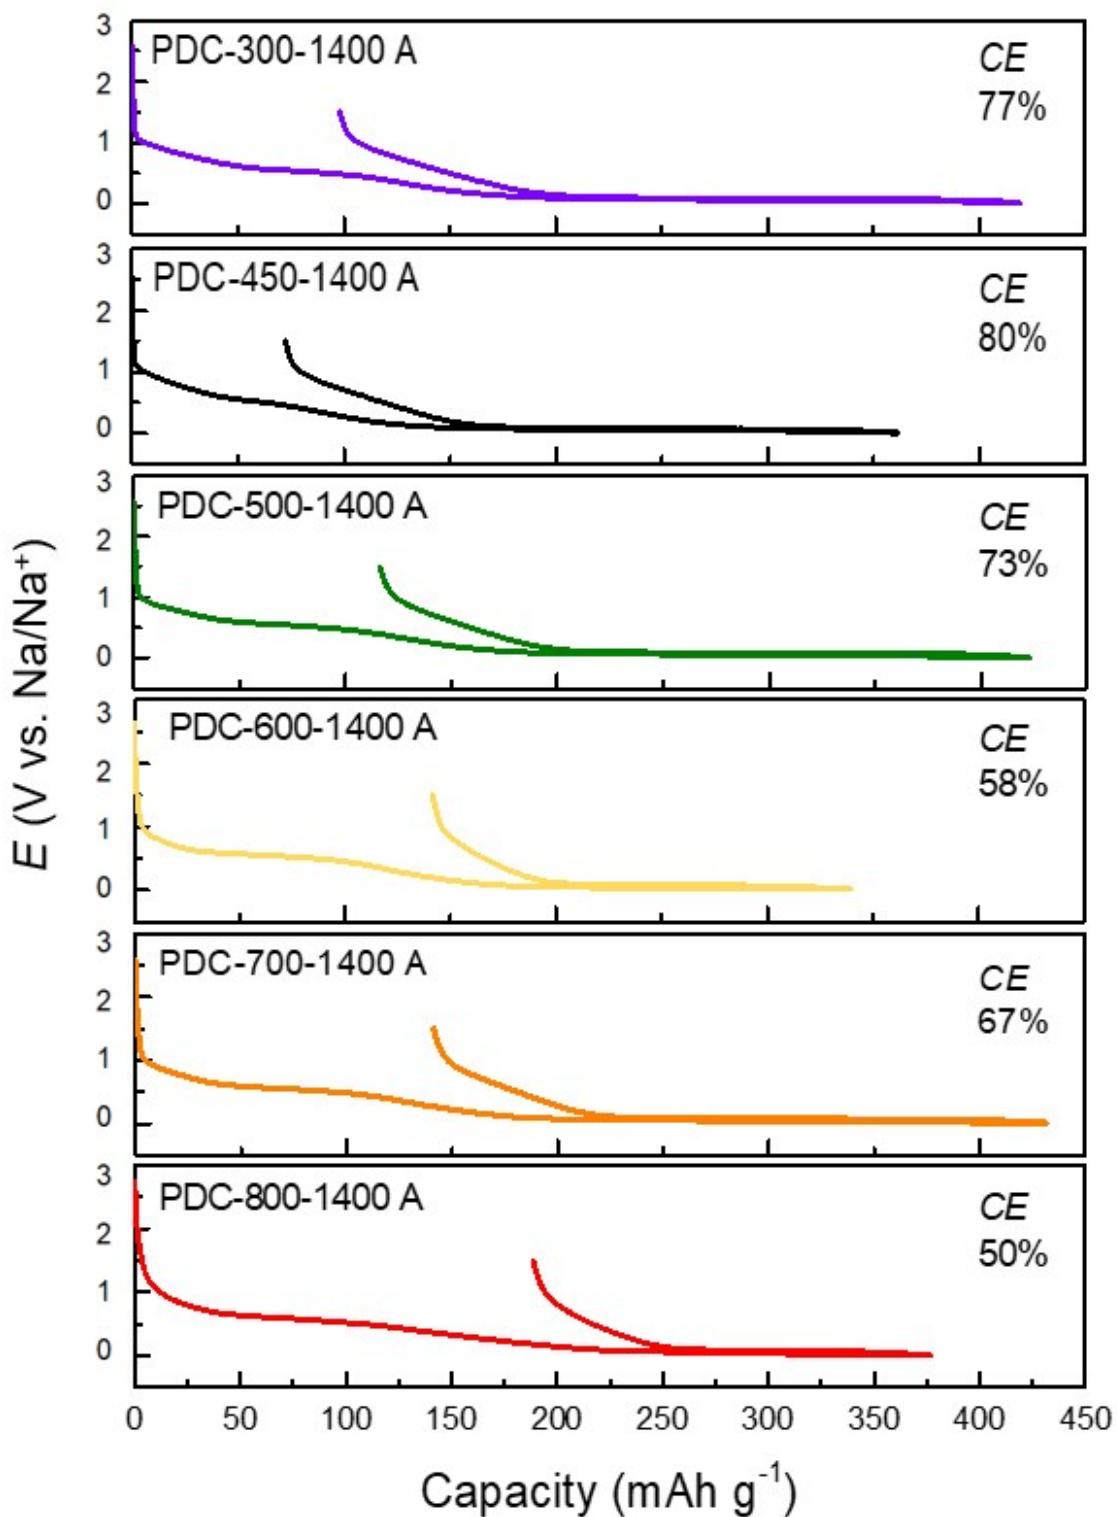 PDC-300-1400 A
CE
77%
3
2
1
0
PDC-450-1400 A
CE
80%
3
2
1
0
PDC-500-1400 A
CE
73%
3
2
1
0
PDC-600-1400 A
CE
58%
3
2
1
0
PDC-700-1400 A
CE
67%
3
2
1
0
PDC-800-1400 A
CE
50%
3
2
1
0
E (V vs. Na/Na⁺)
0 50 100 150 200 250 300 350 400 450
Capacity (mAh g⁻¹)